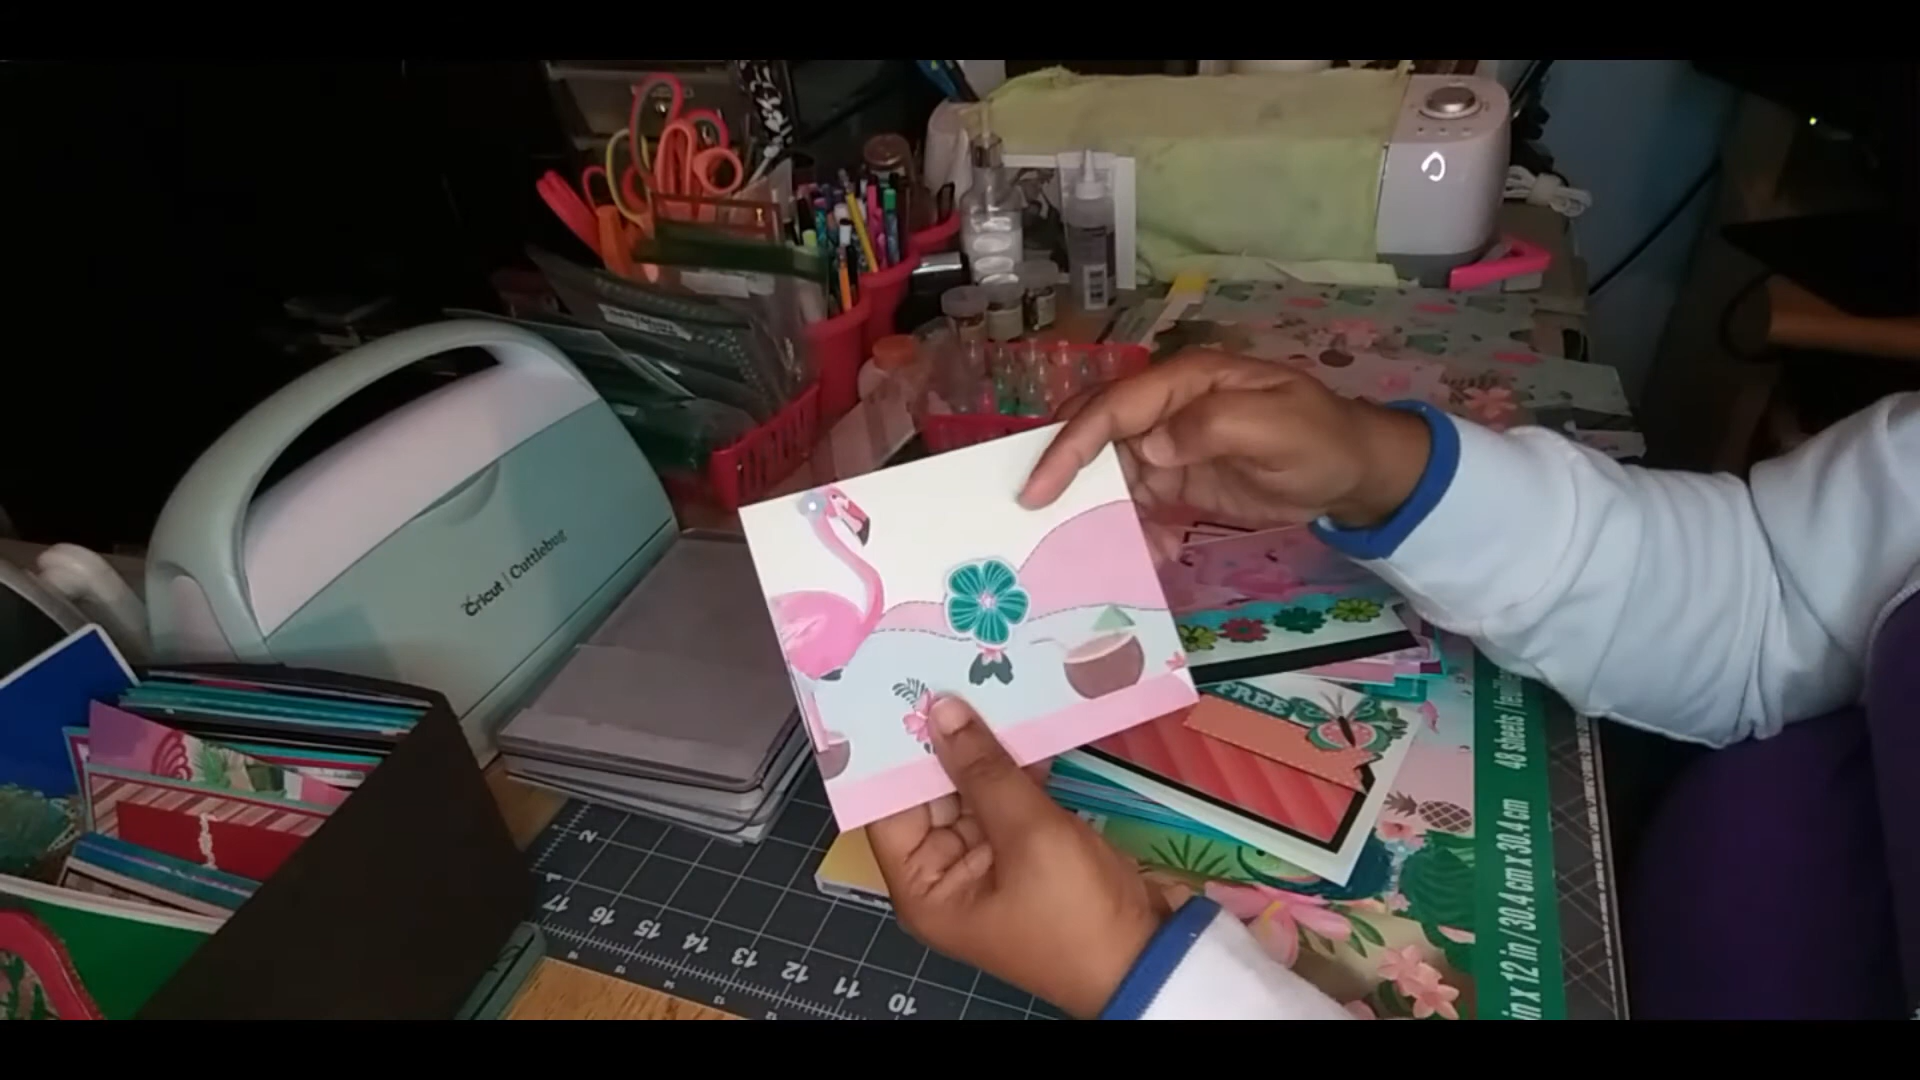 Cricut | Cuttlebug
FREE
48 sheets / feuilles
in x 12 in / 30.4 cm x 30.4 cm
17 16 15 14 13 12 11 10